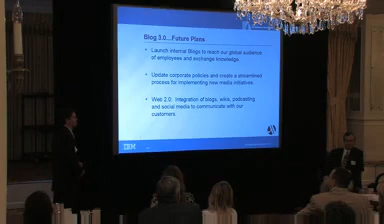 Blog 3.0...Future Plans
• Launch internal Blogs to reach our global audience
of employees and exchange knowledge.
• Update corporate policies and create a streamlined
process for implementing new media initiatives.
• Web 2.0: Integration of blogs, wikis, podcasting
and social media to communicate with our
customers.
IBM